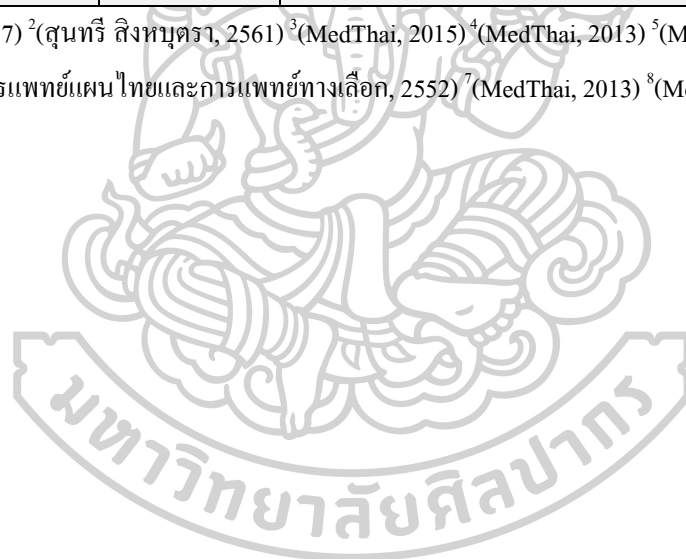 7) ²(สุนทรี สิงหบุตรา, 2561) ³(MedThai, 2015) ⁴(MedThai, 2013) ⁵(M
รแพทย์แผนไทยและการแพทย์ทางเลือก, 2552) ⁷(MedThai, 2013) ⁸(Me
มหาวิทยาลัยศิลปากร